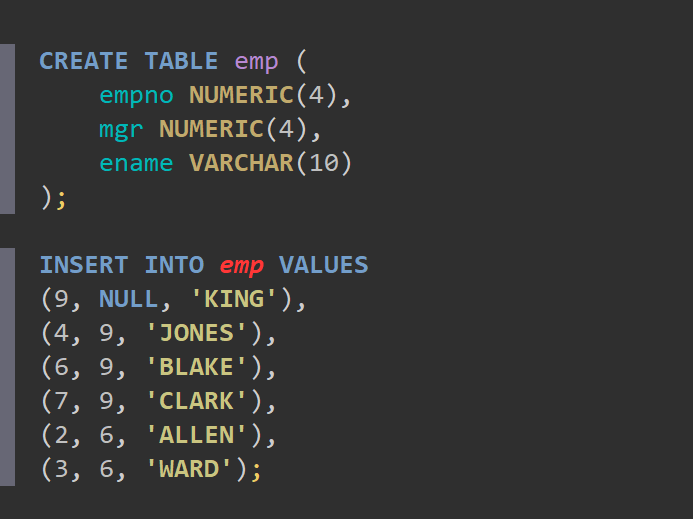 CREATE TABLE emp (
    empno NUMERIC(4),
    mgr NUMERIC(4),
    ename VARCHAR(10)
);
INSERT INTO emp VALUES
(9, NULL, 'KING'),
(4, 9, 'JONES'),
(6, 9, 'BLAKE'),
(7, 9, 'CLARK'),
(2, 6, 'ALLEN'),
(3, 6, 'WARD');